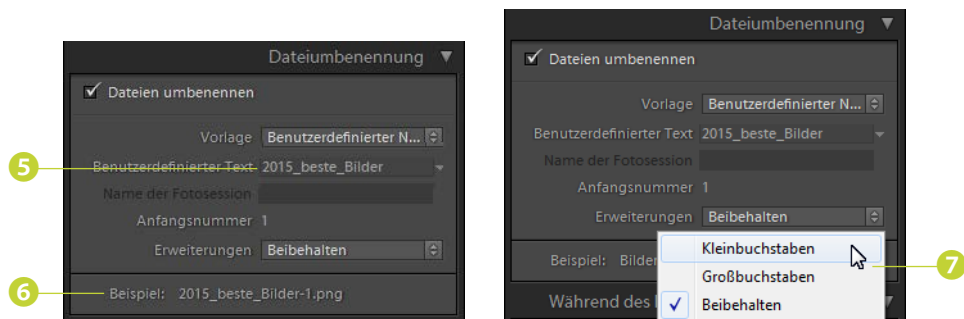 Dateiumbenennung
Dateien umbenennen
Vorlage Benutzerdefinierter N...
5 Benutzerdefinierter Text 2015_beste_Bilder
Name der Fotosession
Anfangsnummer 1
Erweiterungen Beibehalten
6 Beispiel: 2015_beste_Bilder-1.png
Dateiumbenennung
Dateien umbenennen
Vorlage Benutzerdefinierter N...
Benutzerdefinierter Text 2015_beste_Bilder
Name der Fotosession
Anfangsnummer 1
Erweiterungen Beibehalten
Kleinbuchstaben
7
Beispiel: Bilder
Großbuchstaben
Während des
Beibehalten